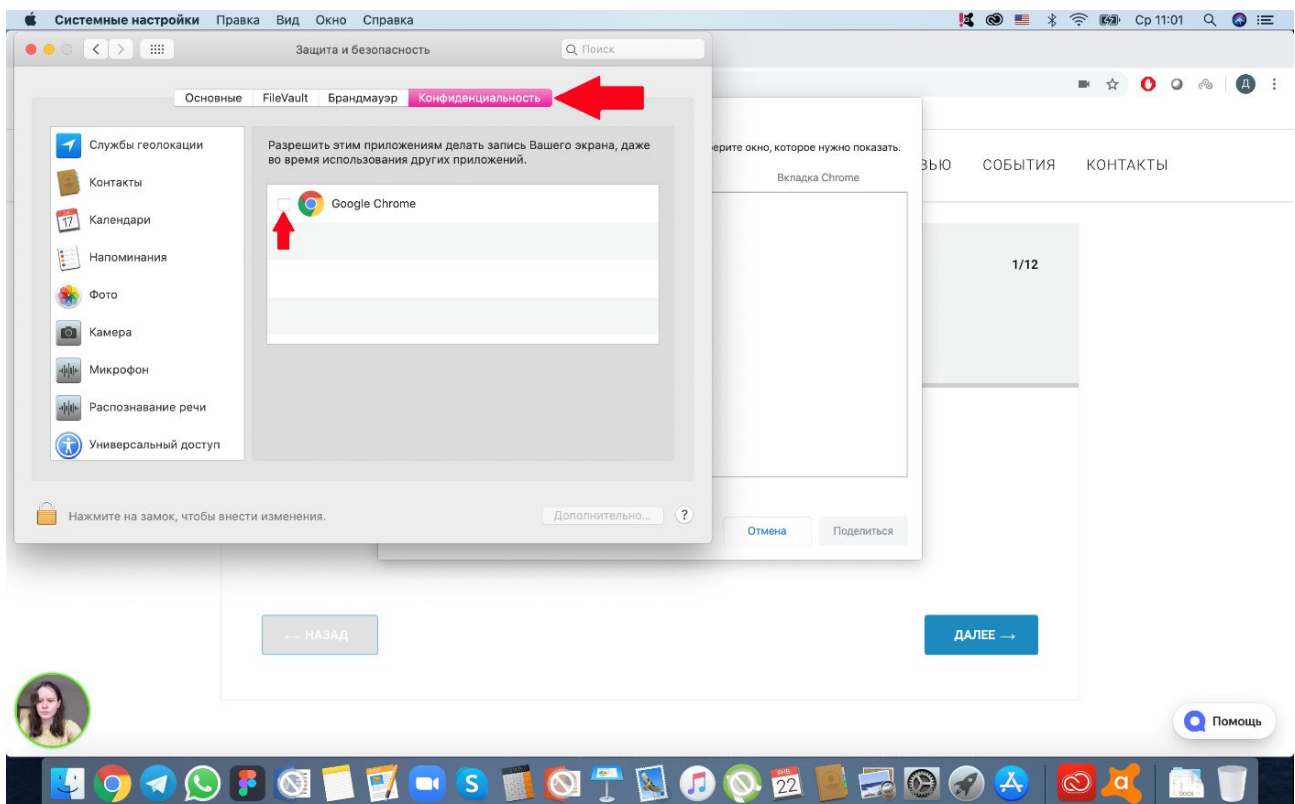 Системные настройки Правка Вид Окно Справка
Ср 11:01
Защита и безопасность
Поиск
Основные FileVault Брандмауэр Конфиденциальность
Службы геолокации
Контакты
Календари
Напоминания
Фото
Камера
Микрофон
Распознавание речи
Универсальный доступ
Разрешить этим приложениям делать запись Вашего экрана, даже
во время использования других приложений.
Google Chrome
Нажмите на замок, чтобы внести изменения.
Дополнительно... ?
окно, которое нужно показать.
Вкладка Chrome
Отмена Поделиться
СОБЫТИЯ КОНТАКТЫ
1/12
← НАЗАД
ДАЛЕЕ →
Помощь
Д
17
22